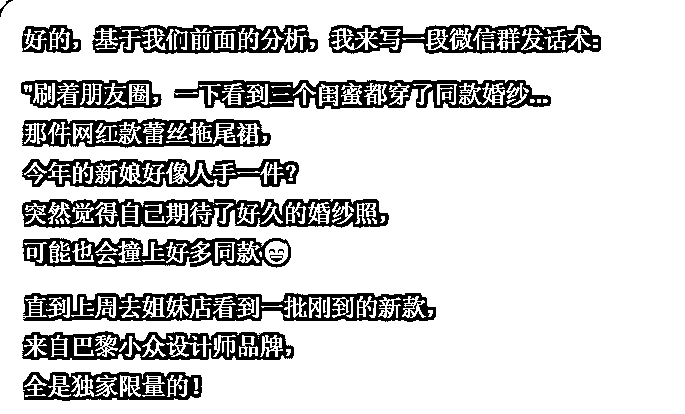 好的，基于我们前面的分析，我来写一段微信群发话术：
"刷着朋友圈，一下看到三个闺蜜都穿了同款婚纱...
那件网红款蕾丝拖尾裙，
今年的新娘好像人手一件？
突然觉得自己期待了好久的婚纱照，
可能也会撞上好多同款😄
直到上周去姐妹店看到一批刚到的新款，
来自巴黎小众设计师品牌，
全是独家限量的！